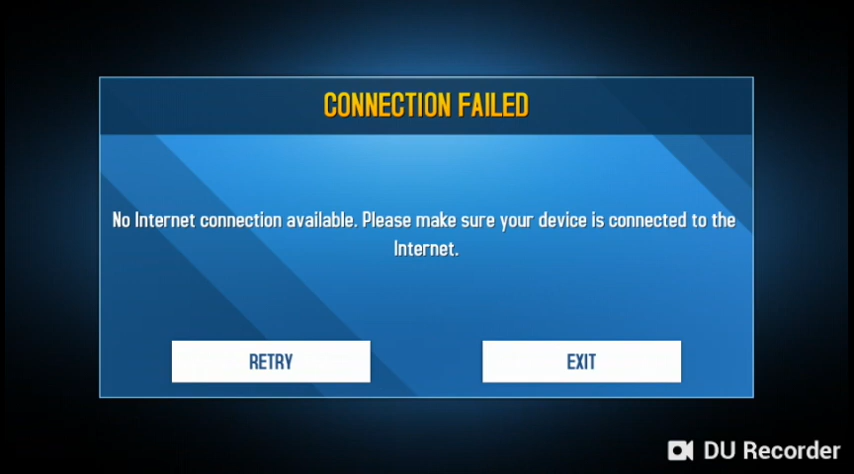 CONNECTION FAILED
No Internet connection available. Please make sure your device is connected to the
Internet.
RETRY
EXIT
DU Recorder